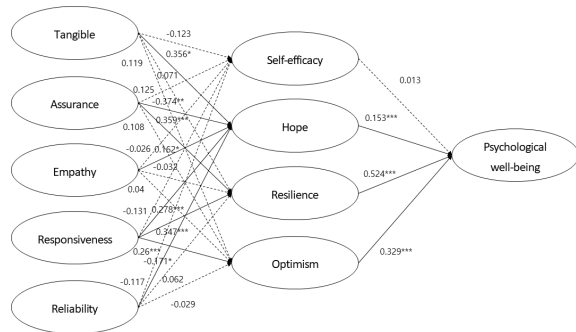 Tangible
-0.123
0.356*
0.119
0.071
Self-efficacy
0.013
Assurance
0.125
-0.374**
0.359***
Hope
0.153***
0.108
Empathy
-0.026
0.162*
-0.033
Psychological
well-being
0.04
Resilience
0.524***
-0.131
0.278***
Responsiveness
0.347***
0.26***
-0.171*
Optimism
0.329***
-0.117
0.062
Reliability
-0.029